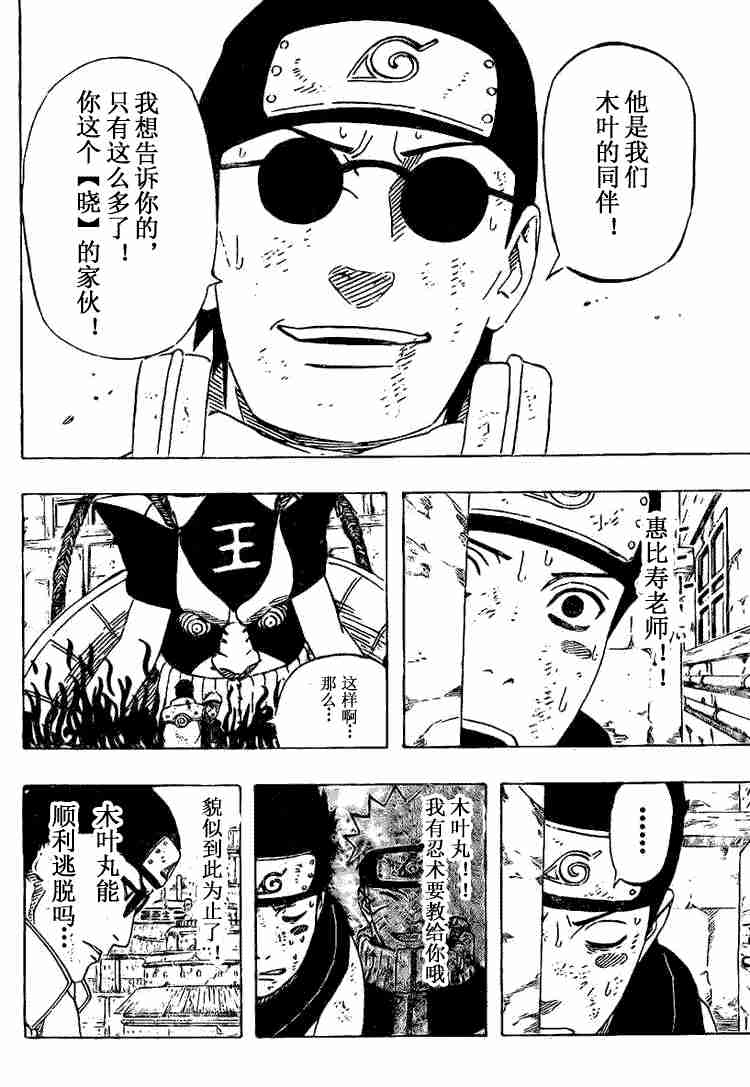 他是我们
木叶的同伴！
我想告诉你的，
只有这么多了！
你这个【晓】的家伙！
惠比寿老师！！
王
这样啊…
那么…
……
木叶丸！！
我有忍术要教给你哦
貌似到此为止了！
木叶丸能
顺利逃脱吗…